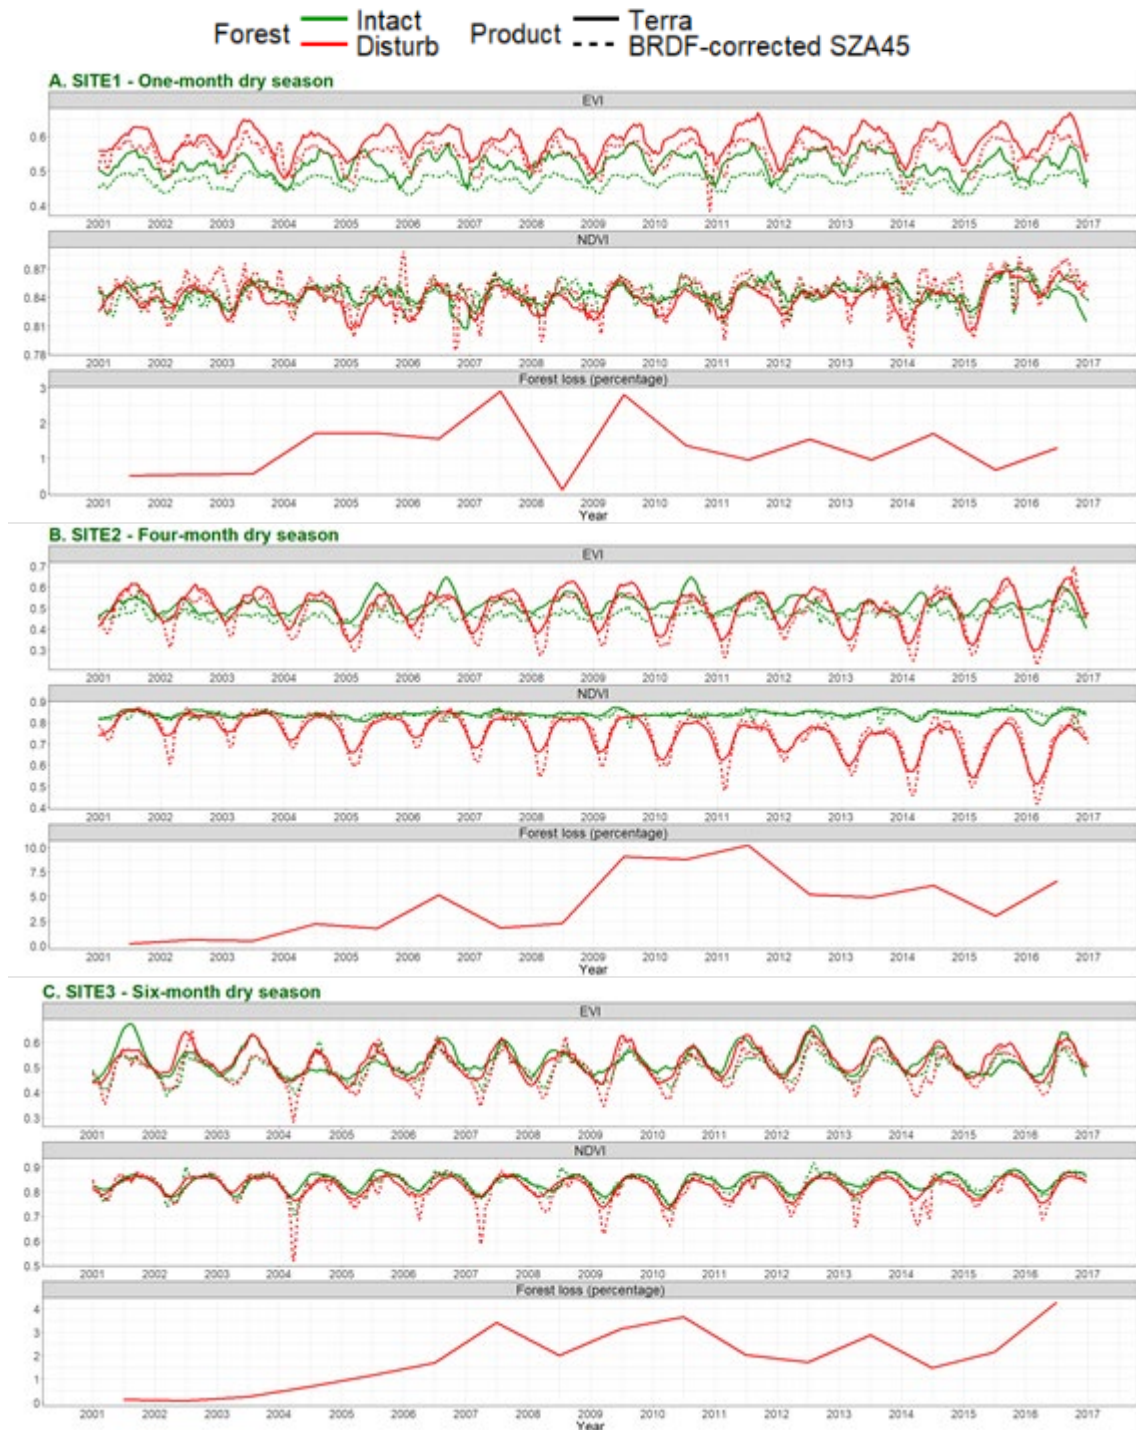 Forest Intact Product Terra
Disturb BRDF-corrected SZA45
A. SITE1 - One-month dry season
EVI
0.6
0.5
0.4
2001 2002 2003 2004 2005 2006 2007 2008 2009 2010 2011 2012 2013 2014 2015 2016 2017
NDVI
0.87
0.84
0.81
0.78
2001 2002 2003 2004 2005 2006 2007 2008 2009 2010 2011 2012 2013 2014 2015 2016 2017
Forest loss (percentage)
3
2
1
0
2001 2002 2003 2004 2005 2006 2007 2008 2009 2010 2011 2012 2013 2014 2015 2016 2017
Year
B. SITE2 - Four-month dry season
EVI
0.7
0.6
0.5
0.4
0.3
2001 2002 2003 2004 2005 2006 2007 2008 2009 2010 2011 2012 2013 2014 2015 2016 2017
NDVI
0.9
0.8
0.7
0.6
0.5
0.4
2001 2002 2003 2004 2005 2006 2007 2008 2009 2010 2011 2012 2013 2014 2015 2016 2017
Forest loss (percentage)
10.0
7.5
5.0
2.5
0.0
2001 2002 2003 2004 2005 2006 2007 2008 2009 2010 2011 2012 2013 2014 2015 2016 2017
Year
C. SITE3 - Six-month dry season
EVI
0.6
0.5
0.4
0.3
2001 2002 2003 2004 2005 2006 2007 2008 2009 2010 2011 2012 2013 2014 2015 2016 2017
NDVI
0.9
0.8
0.7
0.6
0.5
2001 2002 2003 2004 2005 2006 2007 2008 2009 2010 2011 2012 2013 2014 2015 2016 2017
Forest loss (percentage)
4
3
2
1
0
2001 2002 2003 2004 2005 2006 2007 2008 2009 2010 2011 2012 2013 2014 2015 2016 2017
Year